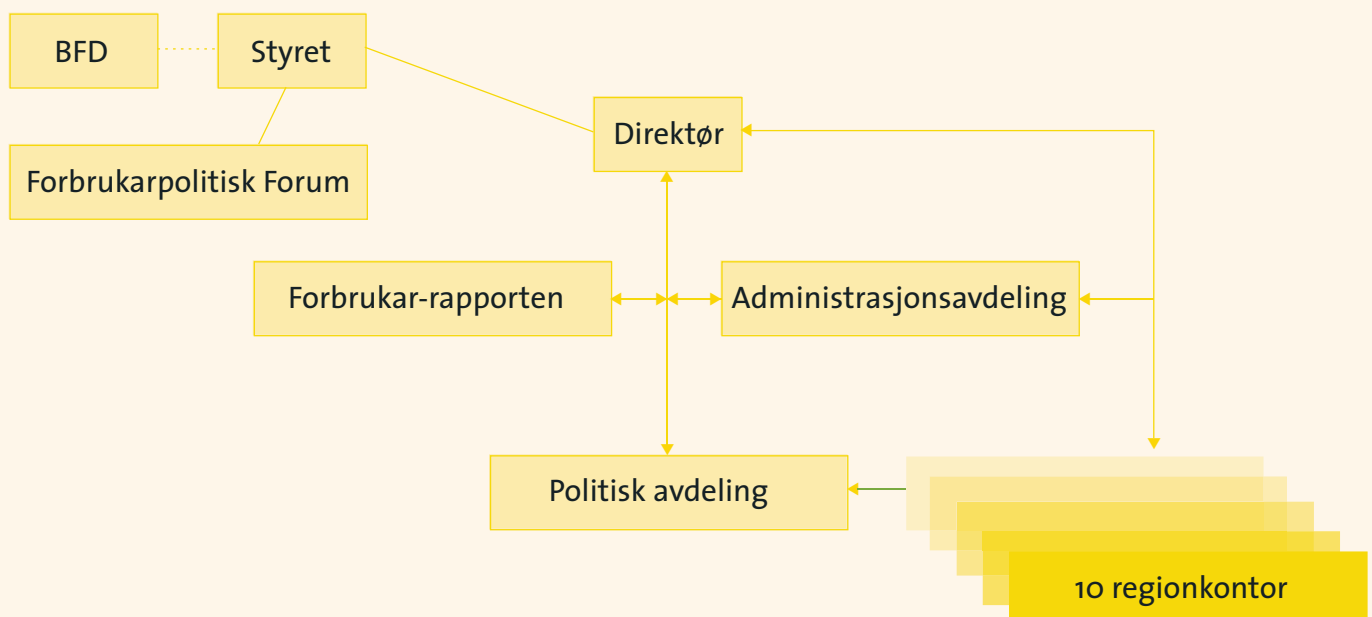 BFD
Styret
Direktør
Forbrukarpolitisk Forum
Forbrukar-rapporten
Administrasjonsavdeling
Politisk avdeling
10 regionkontor